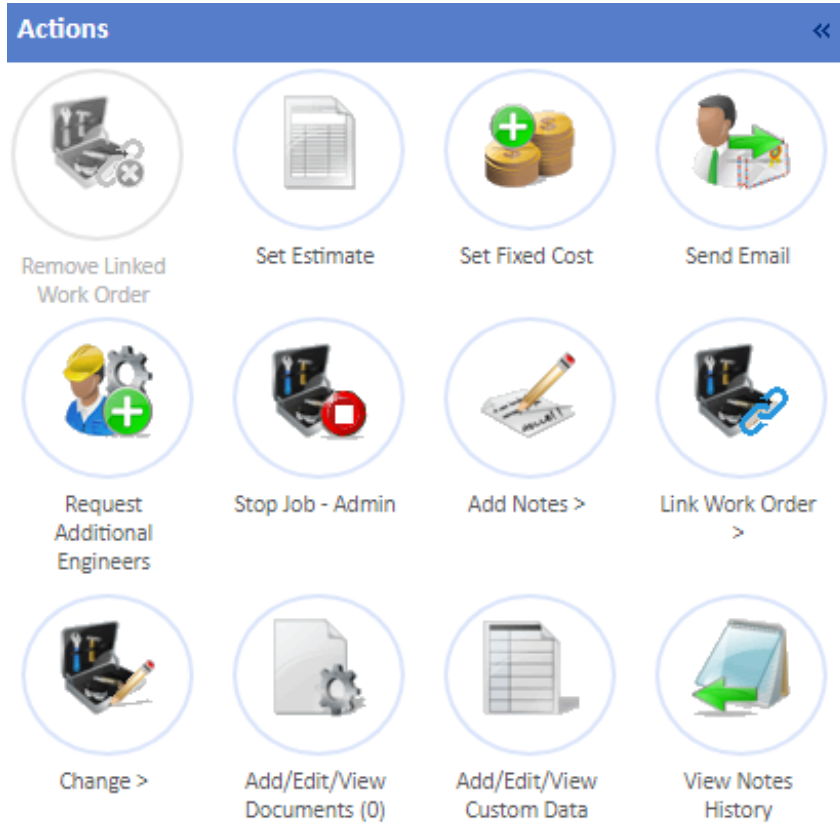 Actions
Remove Linked
Work Order
Set Estimate
Set Fixed Cost
Send Email
Request
Additional
Engineers
Stop Job - Admin
Add Notes >
Link Work Order
>
Change >
Add/Edit/View
Documents (0)
Add/Edit/View
Custom Data
View Notes
History